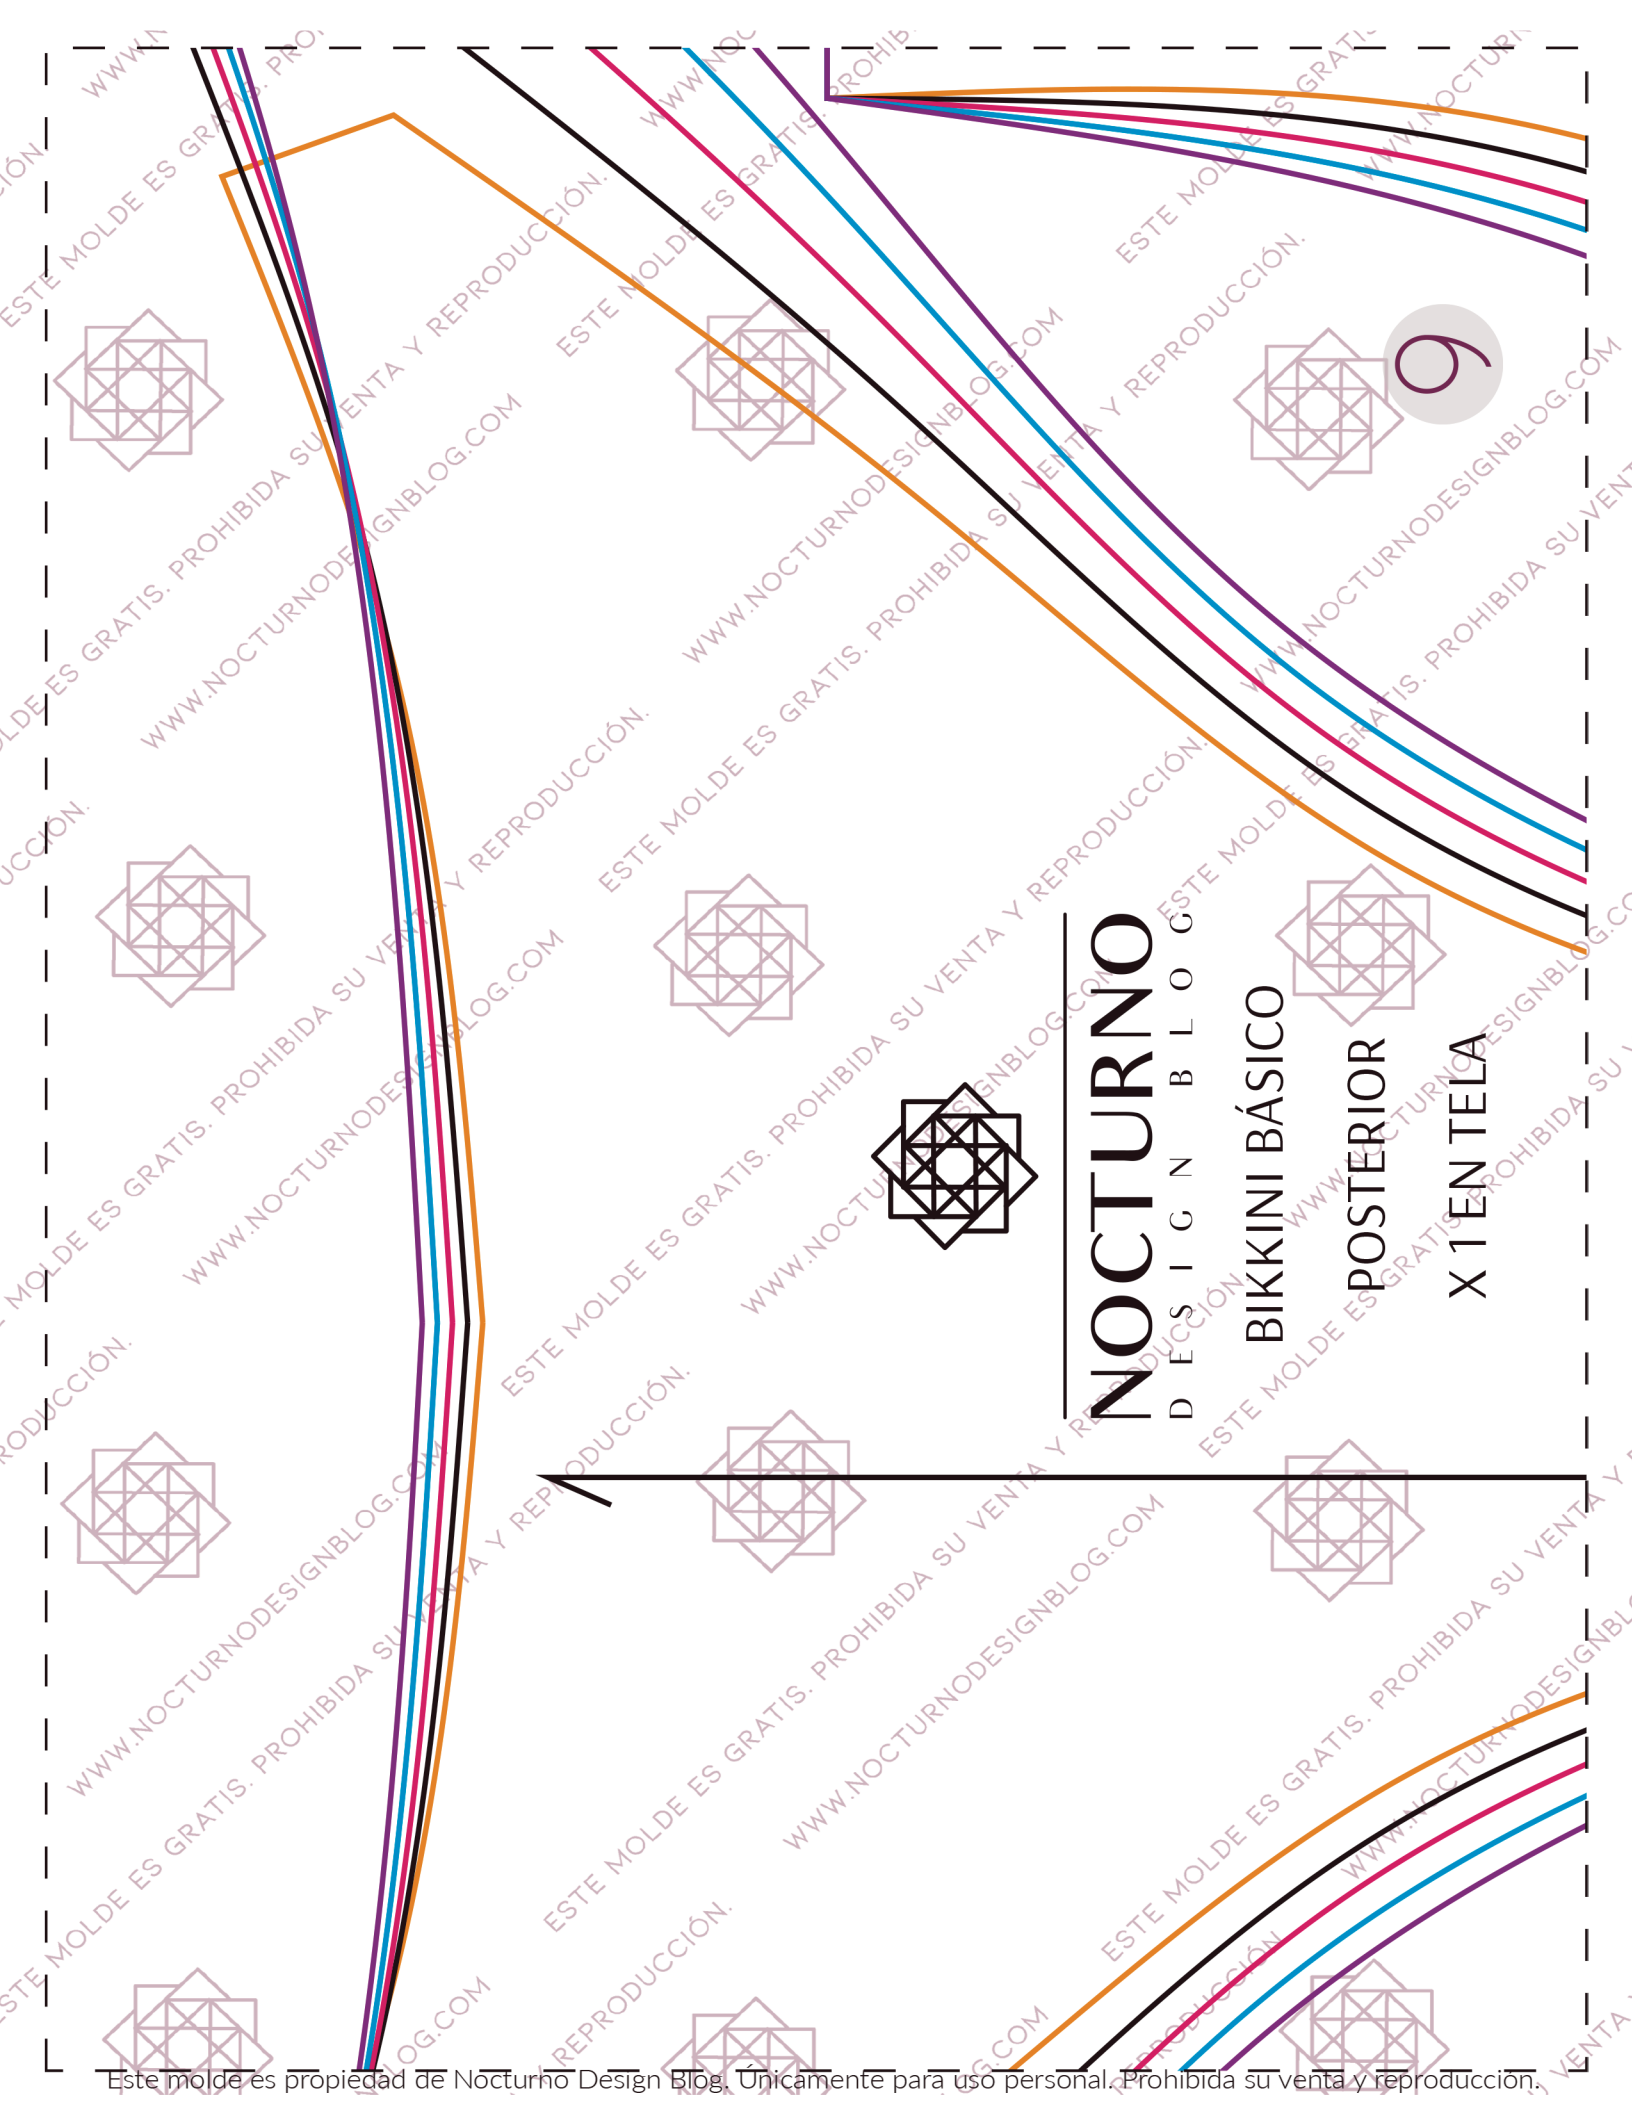 6
NOCTURNO
DESIGN BLOG
BIKKINI BÁSICO
POSTERIOR
X 1 EN TELA
ESTE MOLDE ES GRATIS. PROHIBIDA SU VENTA Y REPRODUCCIÓN.
WWW.NOCTURNODESIGNBLOG.COM
Este molde es propiedad de Nocturno Design Blog. Únicamente para uso personal. Prohibida su venta y reproducción.